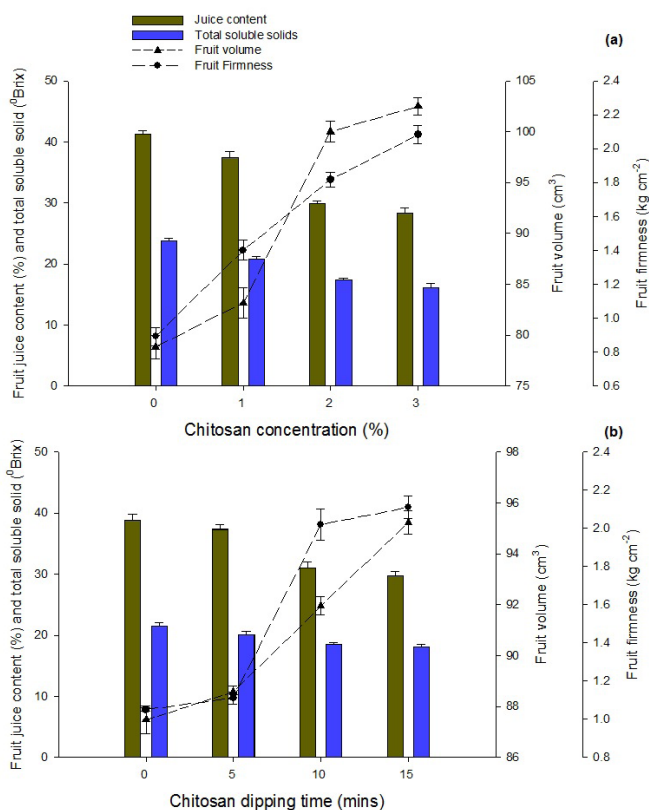 Juice content
Total soluble solids
Fruit volume
Fruit Firmness
(a)
Fruit juice content (%) and total soluble solid (⁰Brix)
50
40
30
20
10
0
105
100
95
90
85
80
75
Fruit volume (cm³)
2.4
2.2
2.0
1.8
1.6
1.4
1.2
1.0
0.8
0.6
Fruit firmness (kg cm⁻²)
0 1 2 3
Chitosan concentration (%)
(b)
Fruit juice content (%) and total soluble solid (⁰Brix)
50
40
30
20
10
0
98
96
94
92
90
88
86
Fruit volume (cm³)
2.4
2.2
2.0
1.8
1.6
1.4
1.2
1.0
0.8
Fruit firmness (kg cm⁻²)
0 5 10 15
Chitosan dipping time (mins)